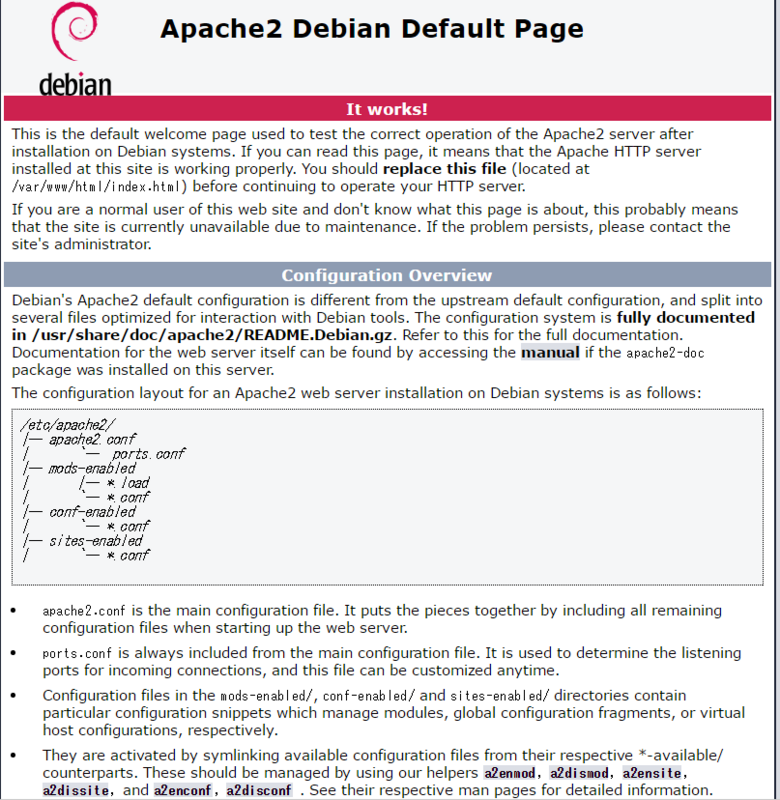 debian
Apache2 Debian Default Page
It works!
This is the default welcome page used to test the correct operation of the Apache2 server after
installation on Debian systems. If you can read this page, it means that the Apache HTTP server
installed at this site is working properly. You should replace this file (located at
/var/www/html/index.html) before continuing to operate your HTTP server.
If you are a normal user of this web site and don't know what this page is about, this probably means
that the site is currently unavailable due to maintenance. If the problem persists, please contact the
site's administrator.
Configuration Overview
Debian's Apache2 default configuration is different from the upstream default configuration, and split into
several files optimized for interaction with Debian tools. The configuration system is fully documented
in /usr/share/doc/apache2/README.Debian.gz. Refer to this for the full documentation.
Documentation for the web server itself can be found by accessing the manual if the apache2-doc
package was installed on this server.
The configuration layout for an Apache2 web server installation on Debian systems is as follows:
/etc/apache2/
|-- apache2.conf
|       `--  ports.conf
|-- mods-enabled
|       |-- *.load
|       `-- *.conf
|-- conf-enabled
|       `-- *.conf
|-- sites-enabled
|       `-- *.conf
• apache2.conf is the main configuration file. It puts the pieces together by including all remaining
configuration files when starting up the web server.
• ports.conf is always included from the main configuration file. It is used to determine the listening
ports for incoming connections, and this file can be customized anytime.
• Configuration files in the mods-enabled/, conf-enabled/ and sites-enabled/ directories contain
particular configuration snippets which manage modules, global configuration fragments, or virtual
host configurations, respectively.
• They are activated by symlinking available configuration files from their respective *-available/
counterparts. These should be managed by using our helpers a2enmod, a2dismod, a2ensite,
a2dissite, and a2enconf, a2disconf . See their respective man pages for detailed information.